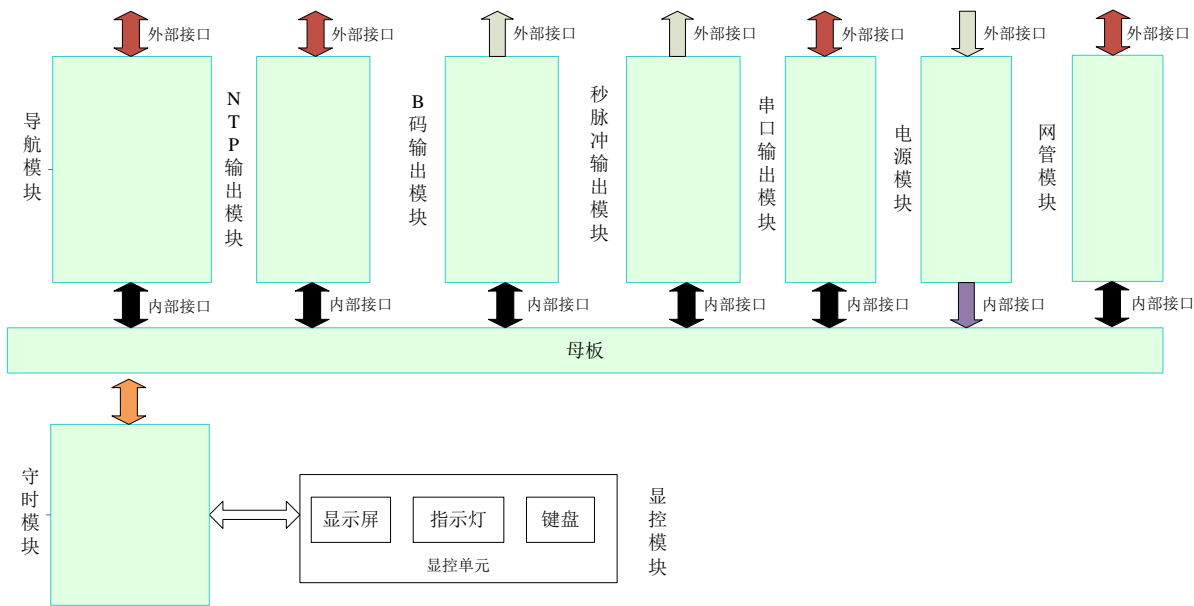 外部接口
外部接口
外部接口
外部接口
外部接口
外部接口
外部接口
导航模块
NTP输出模块
B码输出模块
秒脉冲输出模块
串口输出模块
电源模块
网管模块
内部接口
内部接口
内部接口
内部接口
内部接口
内部接口
内部接口
母板
守时模块
显示屏
指示灯
键盘
显控单元
显控模块